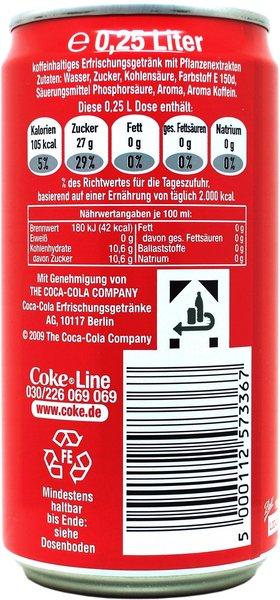 e 0,25 Liter
koffeinhaltiges Erfrischungsgetränk mit Pflanzenextrakten
Zutaten: Wasser, Zucker, Kohlensäure, Farbstoff E 150d,
Säuerungsmittel Phosphorsäure, Aroma, Aroma Koffein.
Diese 0,25 L Dose enthält:
Kalorien Zucker Fett ges. Fettsäuren Natrium
105 kcal 27 g 0 g 0 g 0 g
5% 29% 0% 0% 0%
% des Richtwertes für die Tageszufuhr,
basierend auf einer Ernährung von täglich 2.000 kcal.
Nährwertangaben je 100 ml:
Brennwert 180 kJ (42 kcal) Fett 0 g
Eiweiß 0 g davon ges. Fettsäuren 0 g
Kohlenhydrate 10,6 g Ballaststoffe 0 g
davon Zucker 10,6 g Natrium 0 g
Mit Genehmigung von
THE COCA-COLA COMPANY
Coca-Cola Erfrischungsgetränke
AG, 10117 Berlin
© 2009 The Coca-Cola Company
Coke®Line
030/226 069 069
www.coke.de
FE
Mindestens
haltbar
bis Ende:
siehe
Dosenboden
5 000112 573367